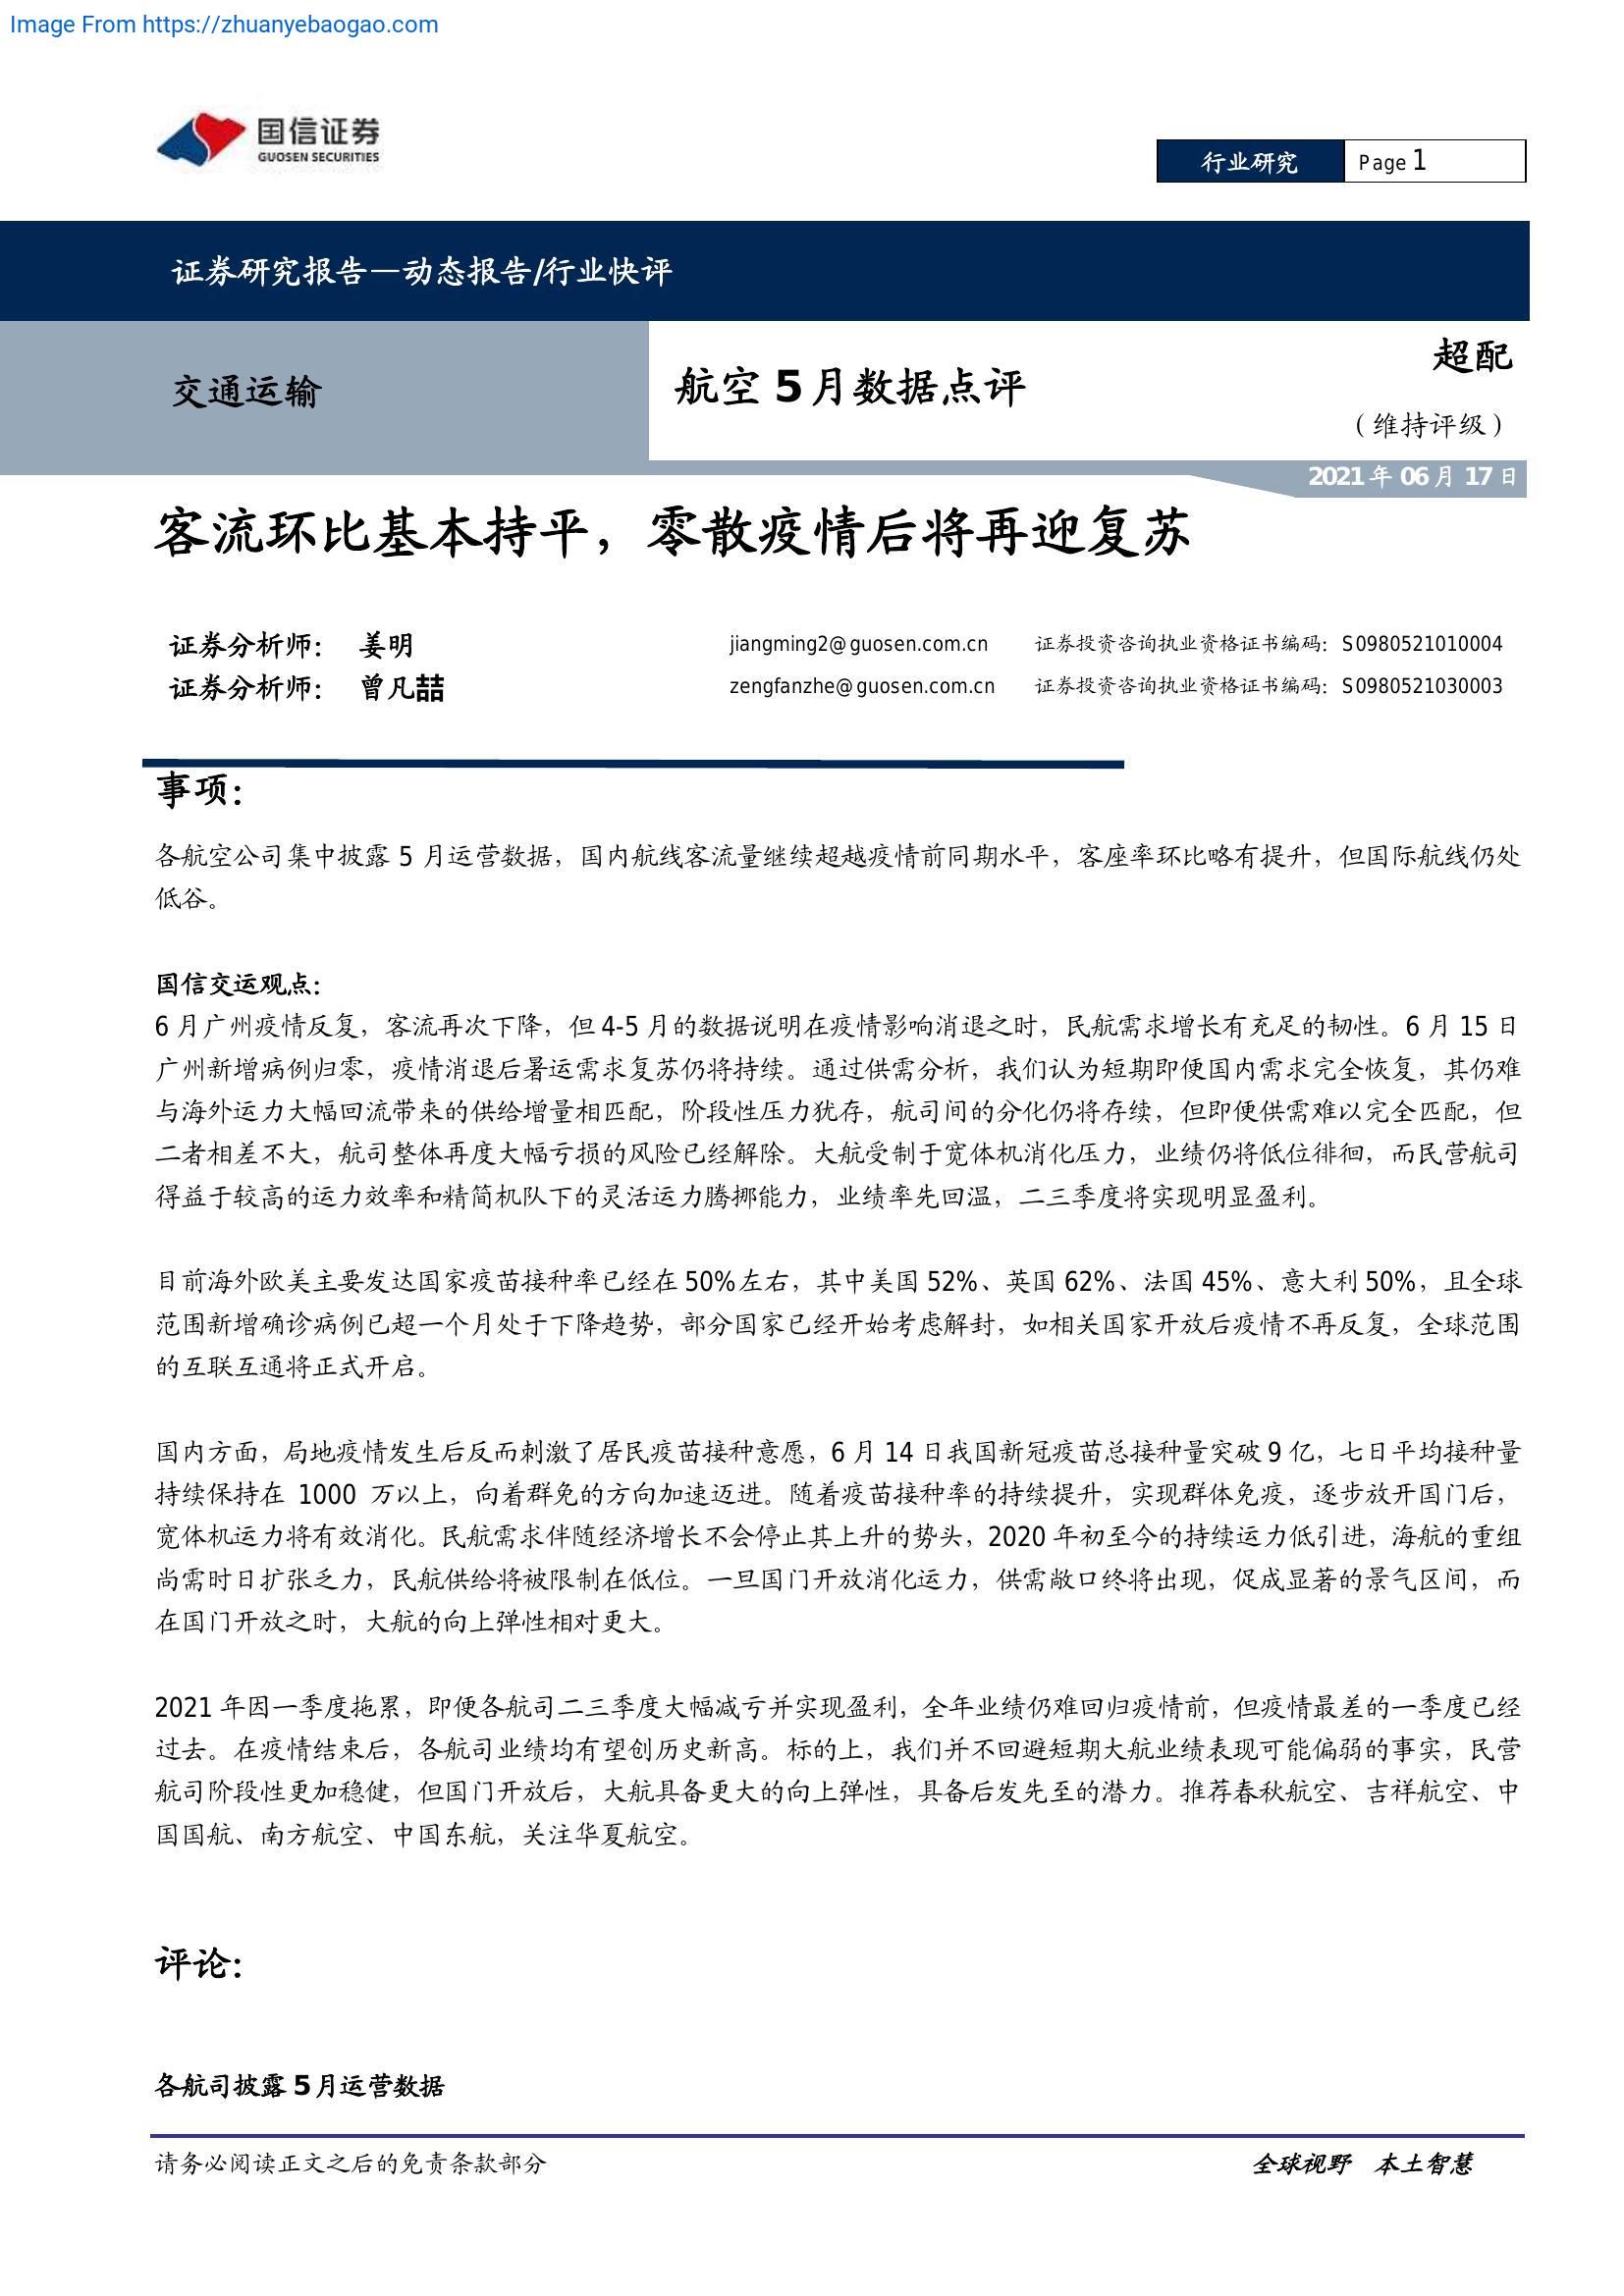 Image From https://zhuanyebaogao.com
国信证券
GUOSEN SECURITIES
行业研究 Page 1
证券研究报告—动态报告/行业快评
交通运输
航空 5 月数据点评
超配
（维持评级）
2021 年 06 月 17 日
客流环比基本持平，零散疫情后将再迎复苏
证券分析师： 姜明 jiangming2@guosen.com.cn 证券投资咨询执业资格证书编码：S0980521010004
证券分析师： 曾凡喆 zengfanzhe@guosen.com.cn 证券投资咨询执业资格证书编码：S0980521030003
事项：
各航空公司集中披露 5 月运营数据，国内航线客流量继续超越疫情前同期水平，客座率环比略有提升，但国际航线仍处
低谷。
国信交运观点：
6 月广州疫情反复，客流再次下降，但 4-5 月的数据说明在疫情影响消退之时，民航需求增长有充足的韧性。6 月 15 日
广州新增病例归零，疫情消退后暑运需求复苏仍将持续。通过供需分析，我们认为短期即便国内需求完全恢复，其仍难
与海外运力大幅回流带来的供给增量相匹配，阶段性压力犹存，航司间的分化仍将存续，但即便供需难以完全匹配，但
二者相差不大，航司整体再度大幅亏损的风险已经解除。大航受制于宽体机消化压力，业绩仍将低位徘徊，而民营航司
得益于较高的运力效率和精简机队下的灵活运力腾挪能力，业绩率先回温，二三季度将实现明显盈利。
目前海外欧美主要发达国家疫苗接种率已经在 50%左右，其中美国 52%、英国 62%、法国 45%、意大利 50%，且全球
范围新增确诊病例已超一个月处于下降趋势，部分国家已经开始考虑解封，如相关国家开放后疫情不再反复，全球范围
的互联互通将正式开启。
国内方面，局地疫情发生后反而刺激了居民疫苗接种意愿，6 月 14 日我国新冠疫苗总接种量突破 9 亿，七日平均接种量
持续保持在 1000 万以上，向着群免的方向加速迈进。随着疫苗接种率的持续提升，实现群体免疫，逐步放开国门后，
宽体机运力将有效消化。民航需求伴随经济增长不会停止其上升的势头，2020 年初至今的持续运力低引进，海航的重组
尚需时日扩张乏力，民航供给将被限制在低位。一旦国门开放消化运力，供需敞口终将出现，促成显著的景气区间，而
在国门开放之时，大航的向上弹性相对更大。
2021 年因一季度拖累，即便各航司二三季度大幅减亏并实现盈利，全年业绩仍难回归疫情前，但疫情最差的一季度已经
过去。在疫情结束后，各航司业绩均有望创历史新高。标的上，我们并不回避短期大航业绩表现可能偏弱的事实，民营
航司阶段性更加稳健，但国门开放后，大航具备更大的向上弹性，具备后发先至的潜力。推荐春秋航空、吉祥航空、中
国国航、南方航空、中国东航，关注华夏航空。
评论：
各航司披露 5 月运营数据
请务必阅读正文之后的免责条款部分 全球视野 本土智慧